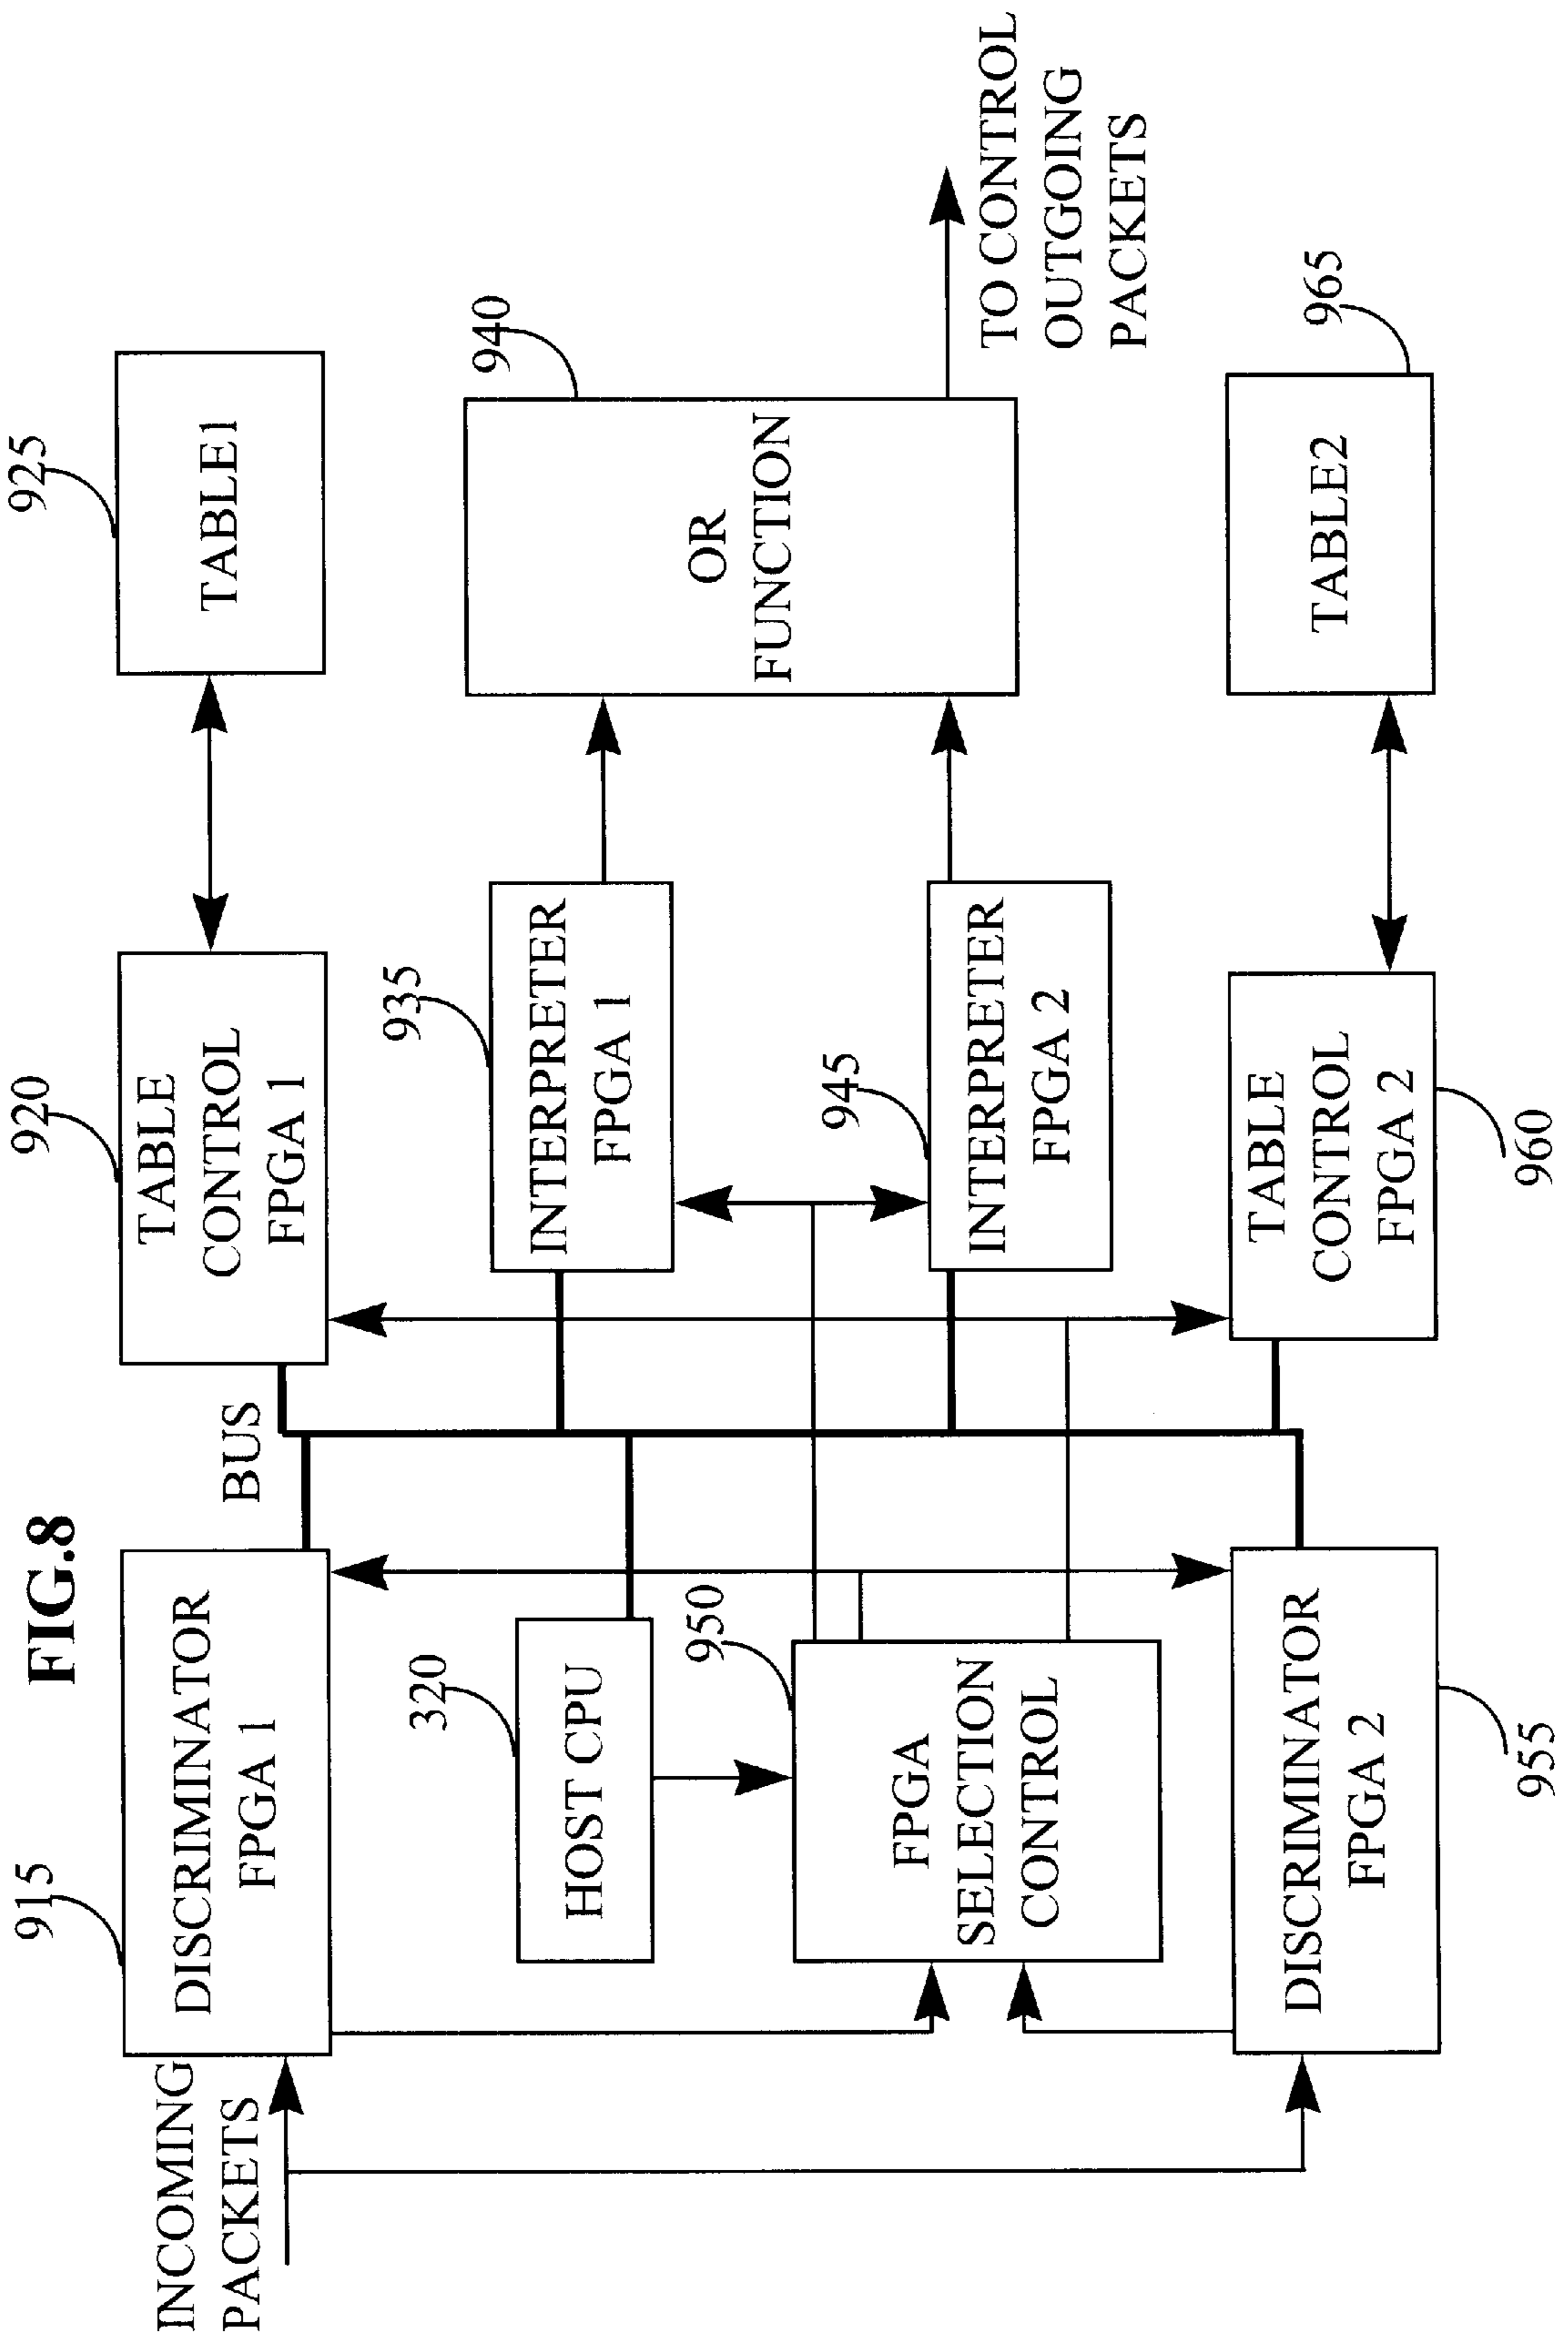 FIG.8
INCOMING
PACKETS
915
DISCRIMINATOR
FPGA 1
BUS
920
TABLE
CONTROL
FPGA 1
925
TABLE1
320
HOST CPU
935
INTERPRETER
FPGA 1
940
OR
FUNCTION
950
FPGA
SELECTION
CONTROL
945
INTERPRETER
FPGA 2
TO CONTROL
OUTGOING
PACKETS
DISCRIMINATOR
FPGA 2
955
TABLE
CONTROL
FPGA 2
960
TABLE2
965